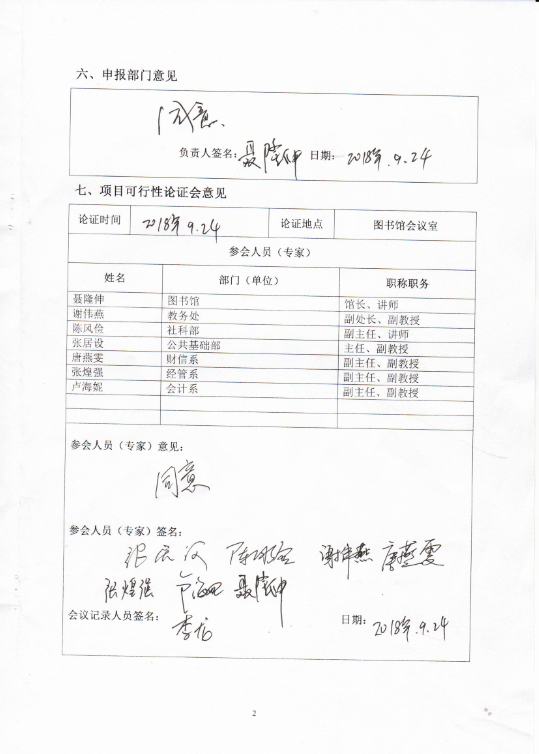 六、申报部门意见
同意.
负责人签名：聂隆伸 日期：2018年.9.24
七、项目可行性论证会意见
论证时间 2018年9.24 论证地点 图书馆会议室
参会人员（专家）
姓名 部门（单位） 职称职务
聂隆伸 图书馆 馆长、讲师
谢伟燕 教务处 副处长、副教授
陈风俭 社科部 副主任、讲师
张居设 公共基础部 主任、副教授
唐燕雯 财信系 副主任、副教授
张煌强 经管系 副主任、副教授
卢海妮 会计系 副主任、副教授
参会人员（专家）意见：
同意
参会人员（专家）签名：
张居设 陈风俭 谢伟燕 唐燕雯
张煌强 卢海妮 聂隆伸
会议记录人员签名： 李龙 日期：2018年.9.24
2